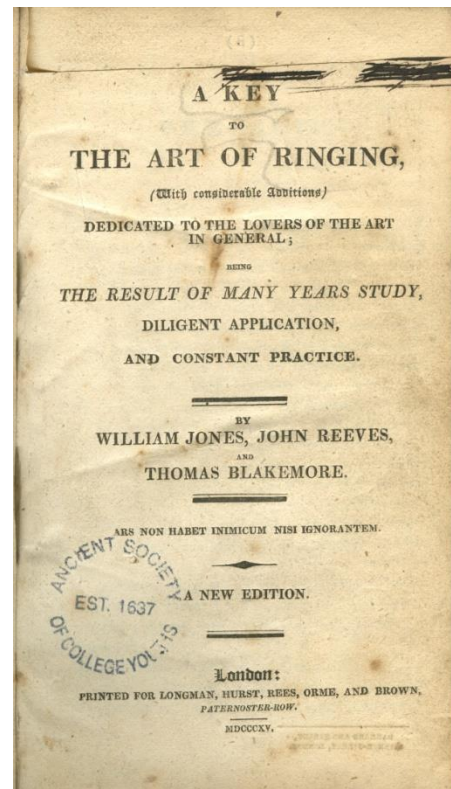 A KEY
TO
THE ART OF RINGING,
(With considerable Additions)
DEDICATED TO THE LOVERS OF THE ART
IN GENERAL;
BEING
THE RESULT OF MANY YEARS STUDY,
DILIGENT APPLICATION,
AND CONSTANT PRACTICE.
BY
WILLIAM JONES, JOHN REEVES,
AND
THOMAS BLAKEMORE.
ARS NON HABET INIMICUM NISI IGNORANTEM.
ANCIENT SOCIETY
EST. 1637
OF COLLEGE YOUTHS
A NEW EDITION.
London:
PRINTED FOR LONGMAN, HURST, REES, ORME, AND BROWN,
PATERNOSTER-ROW.
MDCCCXV.